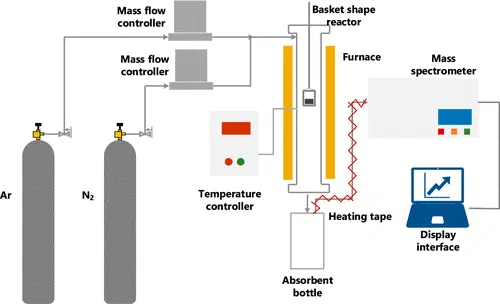 Mass flow
controller
Mass flow
controller
Basket shape
reactor
Furnace
Mass
spectrometer
Ar
N2
Temperature
controller
Heating tape
Absorbent
bottle
Display
interface